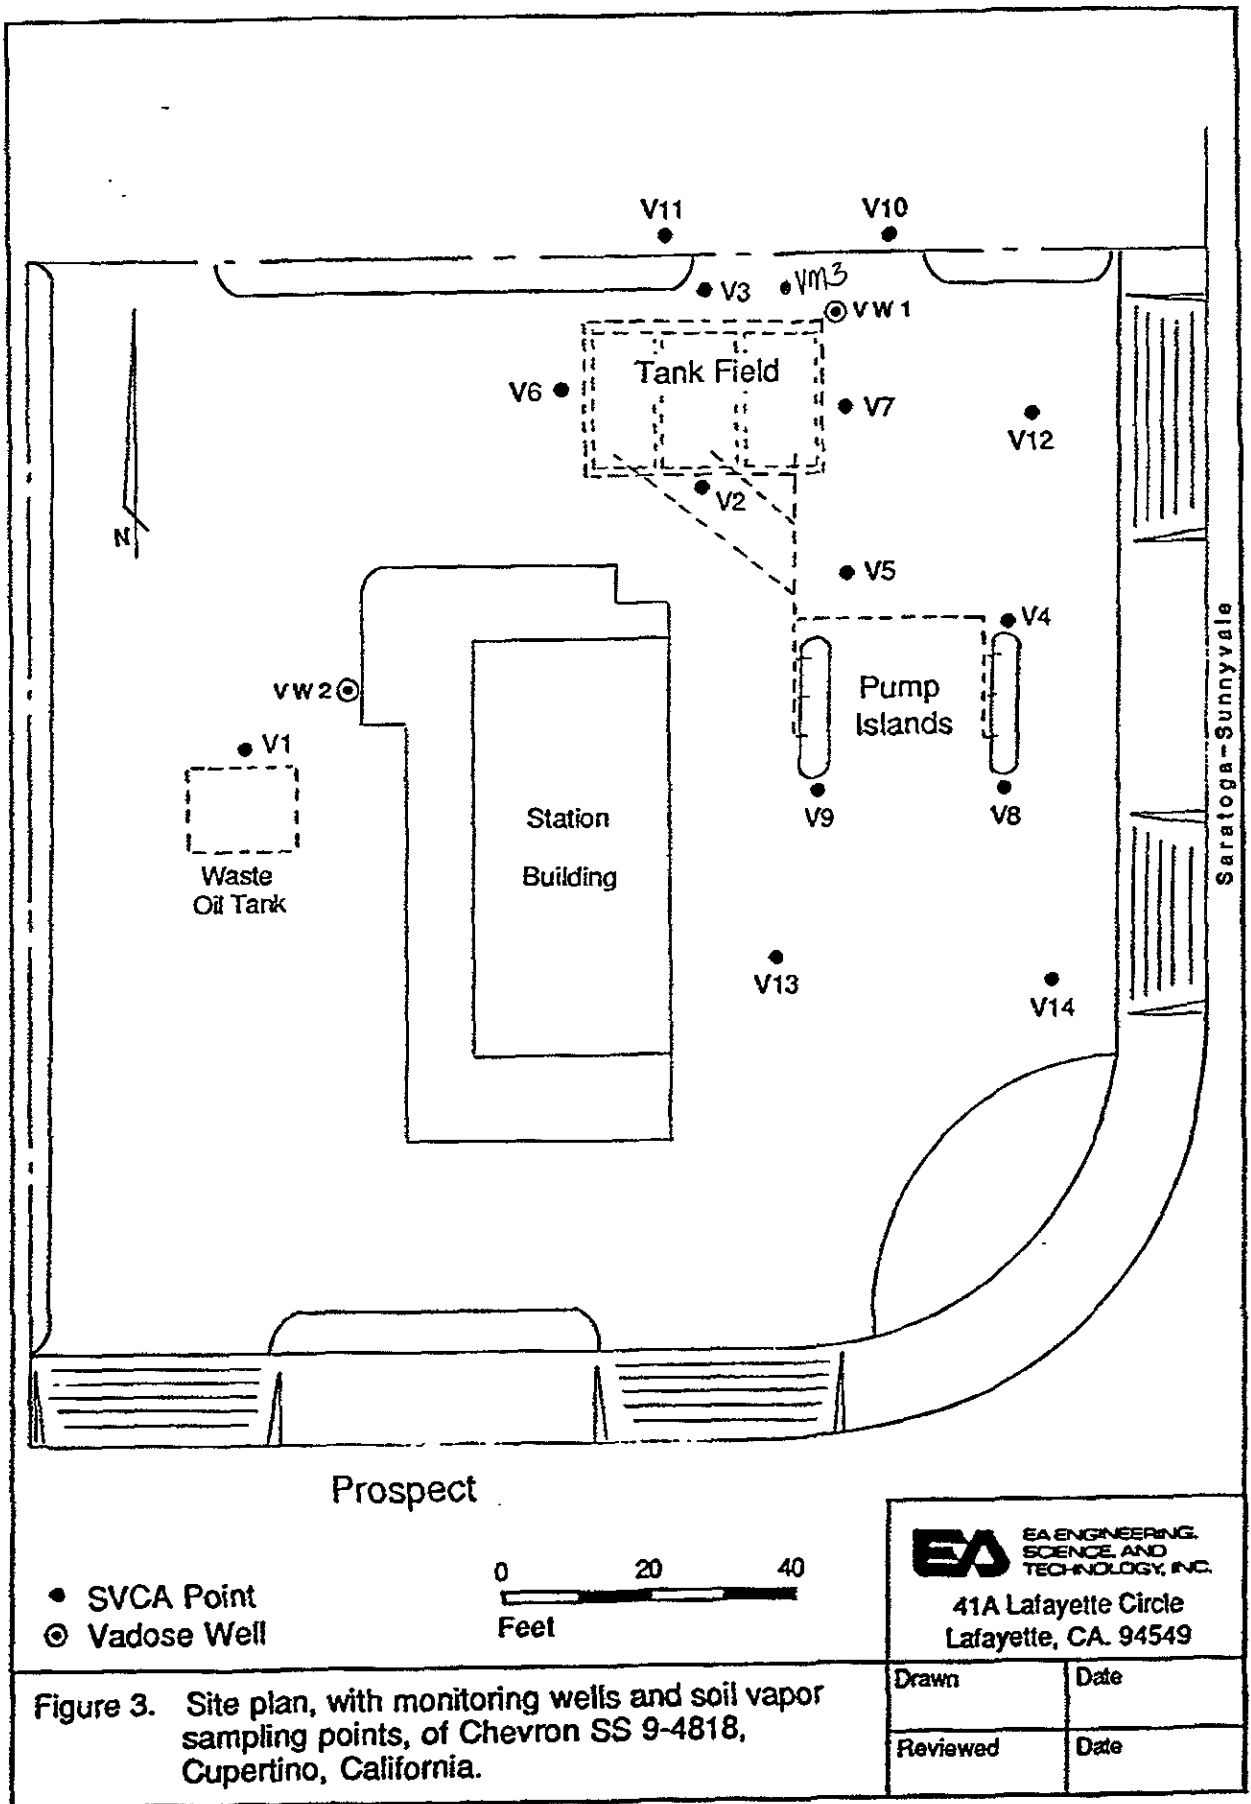 V11
V10
V3
VM3
VW1
Tank Field
V6
V7
V12
V2
N
V5
V4
VW2
Pump
Islands
V1
Saratoga-Sunnyvale
V9
V8
Station
Building
Waste
Oil Tank
V13
V14
Prospect
SVCA Point
Vadose Well
0 20 40
Feet
EA
EA ENGINEERING,
SCIENCE, AND
TECHNOLOGY, INC.
41A Lafayette Circle
Lafayette, CA. 94549
Drawn
Date
Reviewed
Date
Figure 3. Site plan, with monitoring wells and soil vapor
sampling points, of Chevron SS 9-4818,
Cupertino, California.